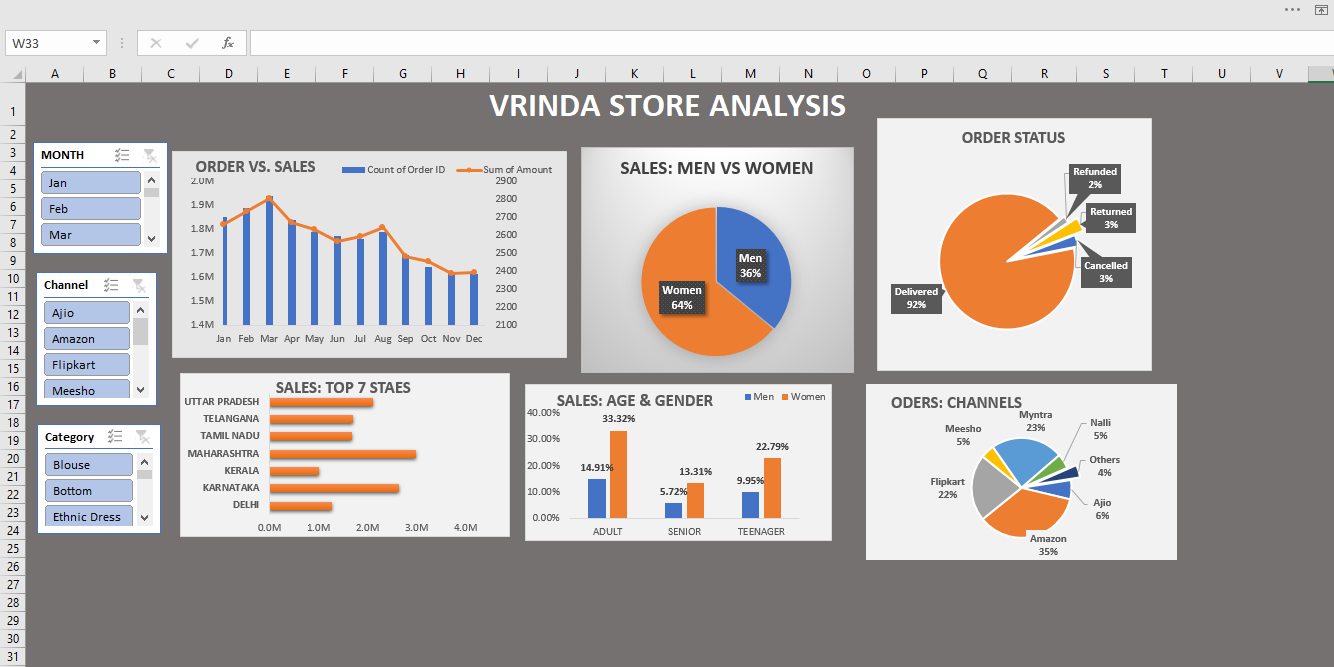 W33
fx
A B C D E F G H I J K L M N O P Q R S T U V
1
2
3
4
5
6
7
8
9
10
11
12
13
14
15
16
17
18
19
20
21
22
23
24
25
26
27
28
29
30
31
VRINDA STORE ANALYSIS
MONTH
Jan
Feb
Mar
Channel
Ajio
Amazon
Flipkart
Meesho
Category
Blouse
Bottom
Ethnic Dress
ORDER VS. SALES
Count of Order ID Sum of Amount
2.0M
1.9M
1.8M
1.7M
1.6M
1.5M
1.4M
2900
2800
2700
2600
2500
2400
2300
2200
2100
Jan Feb Mar Apr May Jun Jul Aug Sep Oct Nov Dec
SALES: MEN VS WOMEN
Men
36%
Women
64%
ORDER STATUS
Refunded
2%
Returned
3%
Cancelled
3%
Delivered
92%
SALES: TOP 7 STAES
UTTAR PRADESH
TELANGANA
TAMIL NADU
MAHARASHTRA
KERALA
KARNATAKA
DELHI
0.0M 1.0M 2.0M 3.0M 4.0M
SALES: AGE & GENDER
Men Women
40.00%
30.00%
20.00%
10.00%
0.00%
14.91%
33.32%
5.72%
13.31%
9.95%
22.79%
ADULT SENIOR TEENAGER
ODERS: CHANNELS
Myntra
23%
Nalli
5%
Others
4%
Ajio
6%
Amazon
35%
Flipkart
22%
Meesho
5%